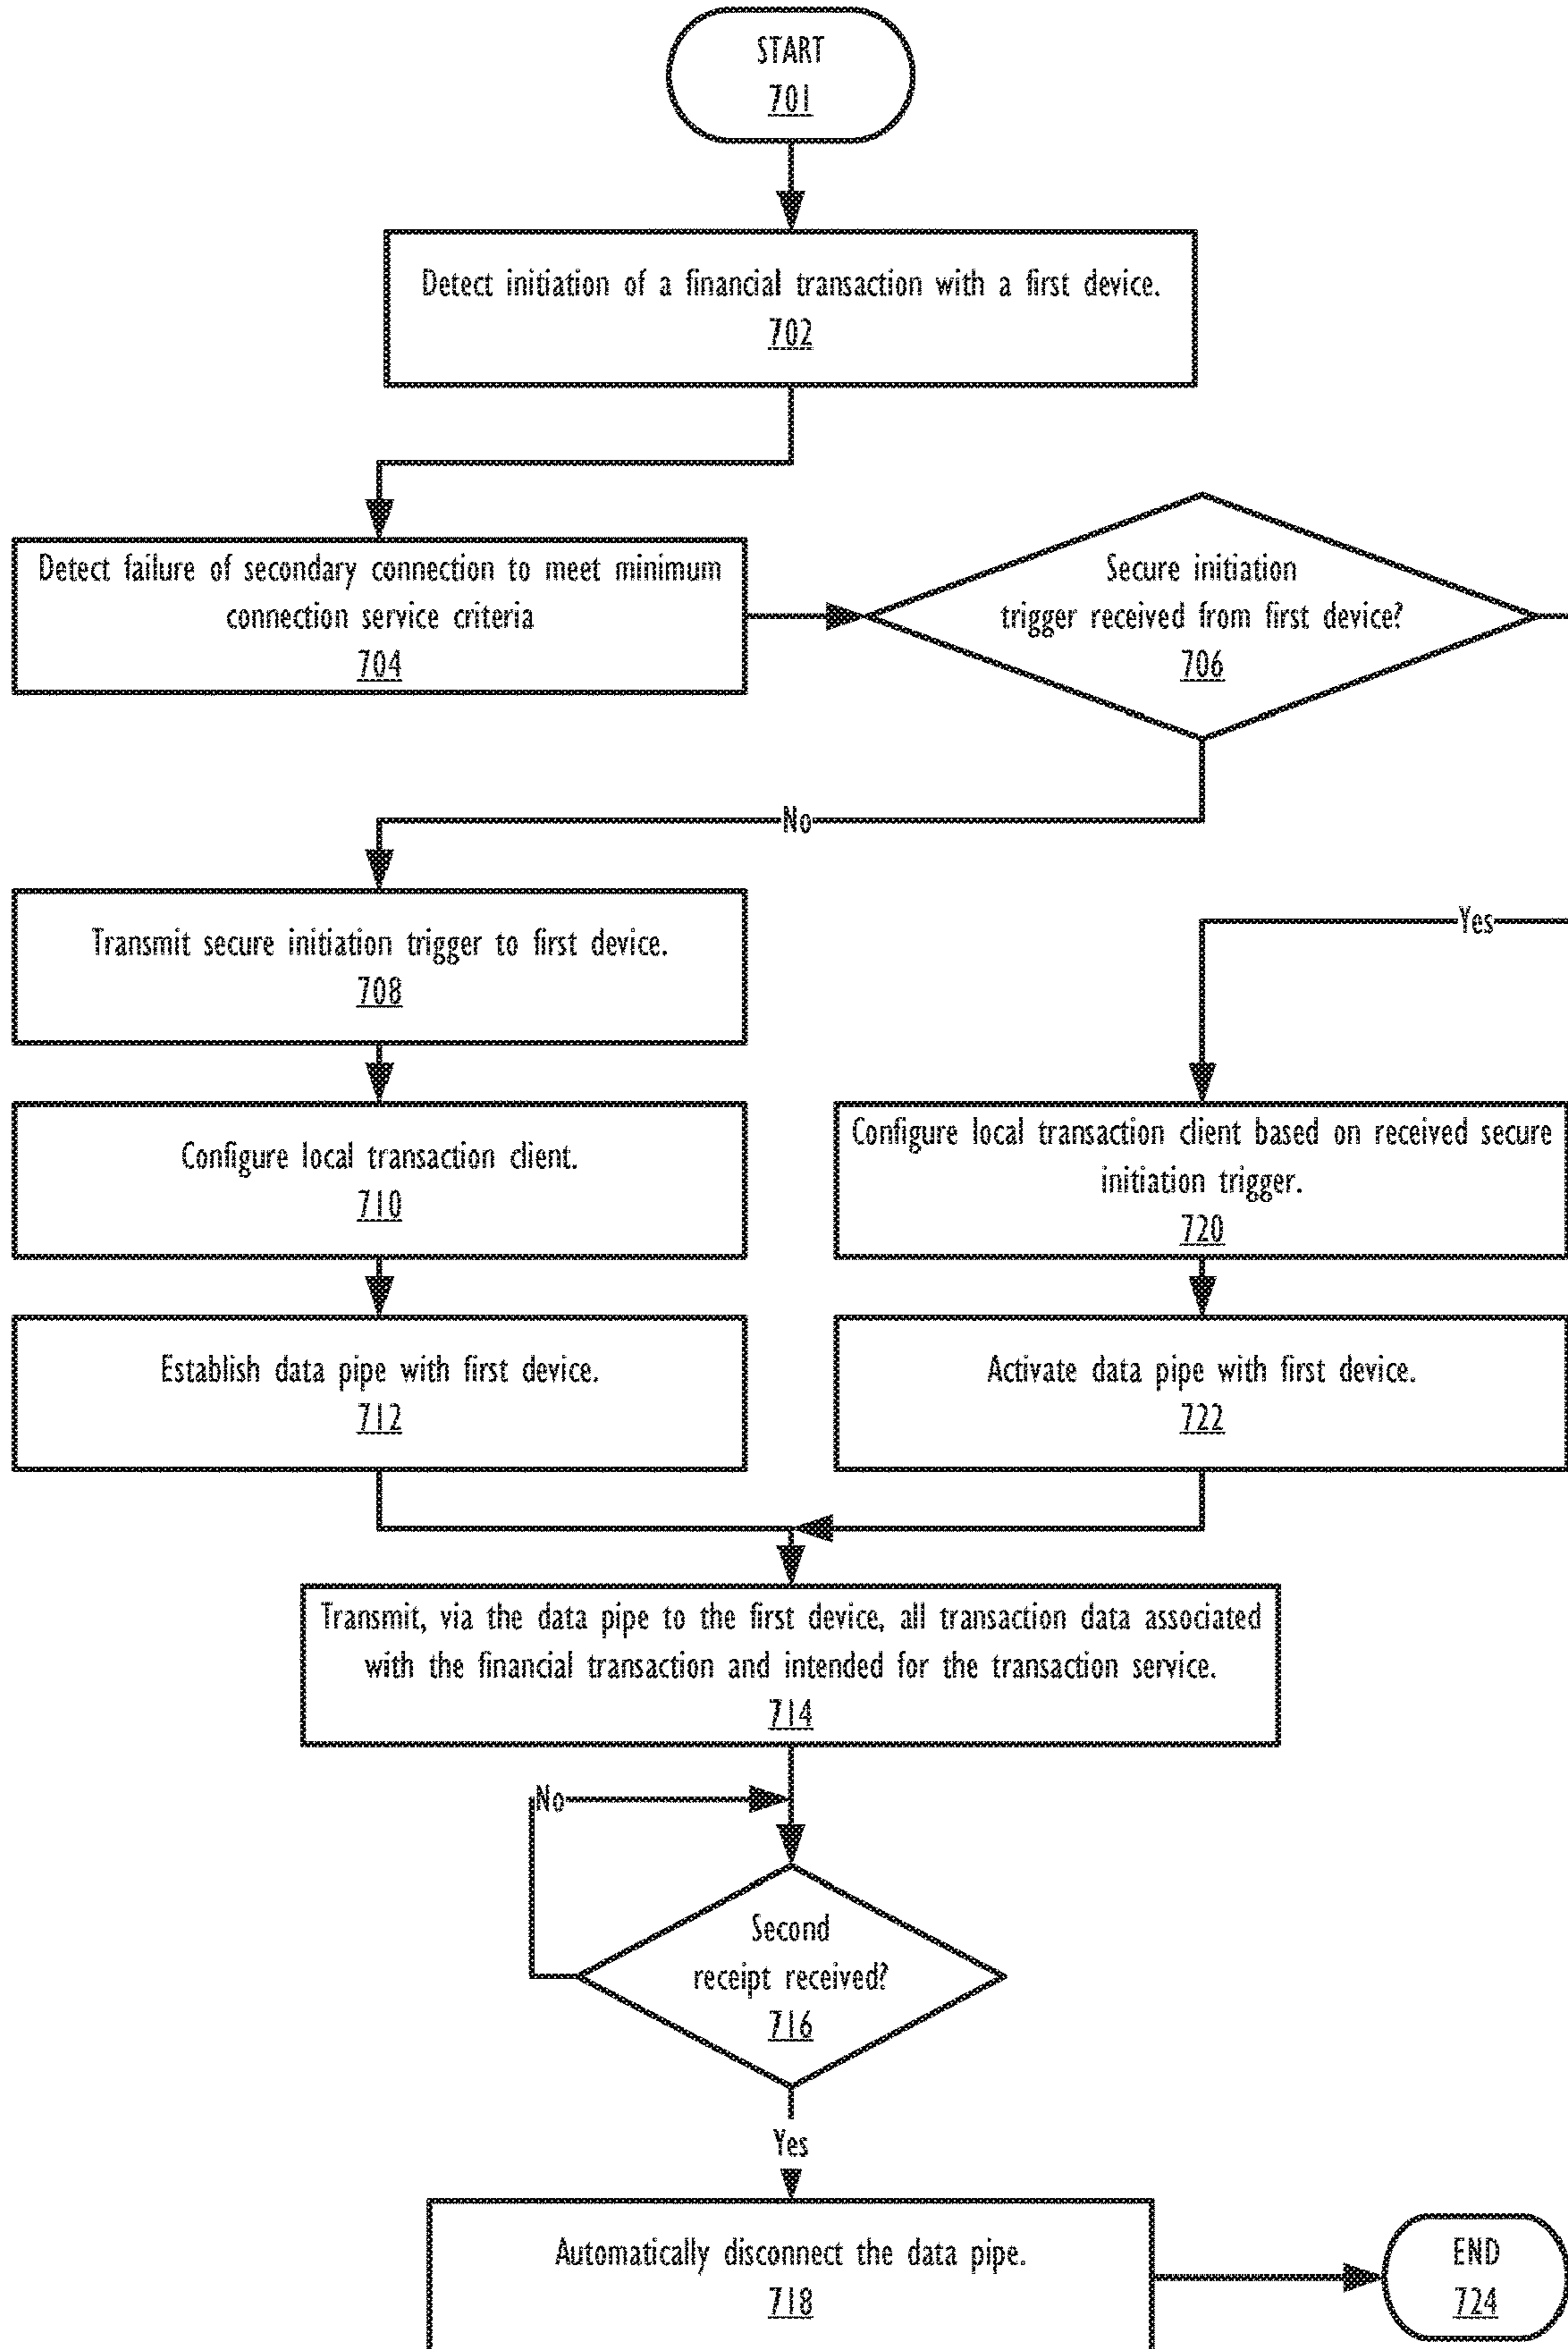 START
701
Detect initiation of a financial transaction with a first device.
702
Detect failure of secondary connection to meet minimum
connection service criteria
704
Secure initiation
trigger received from first device?
706
No
Transmit secure initiation trigger to first device.
708
Yes
Configure local transaction client.
710
Configure local transaction client based on received secure
initiation trigger.
720
Establish data pipe with first device.
712
Activate data pipe with first device.
722
Transmit, via the data pipe to the first device, all transaction data associated
with the financial transaction and intended for the transaction service.
714
No
Second
receipt received?
716
Yes
Automatically disconnect the data pipe.
718
END
724